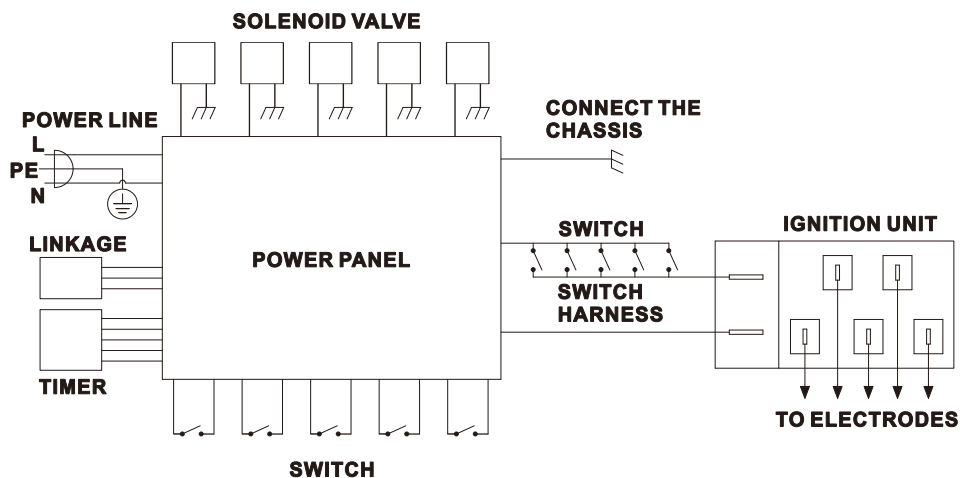 SOLENOID VALVE
POWER LINE
L
PE
N
CONNECT THE
CHASSIS
LINKAGE
POWER PANEL
SWITCH
SWITCH
HARNESS
IGNITION UNIT
TIMER
TO ELECTRODES
SWITCH